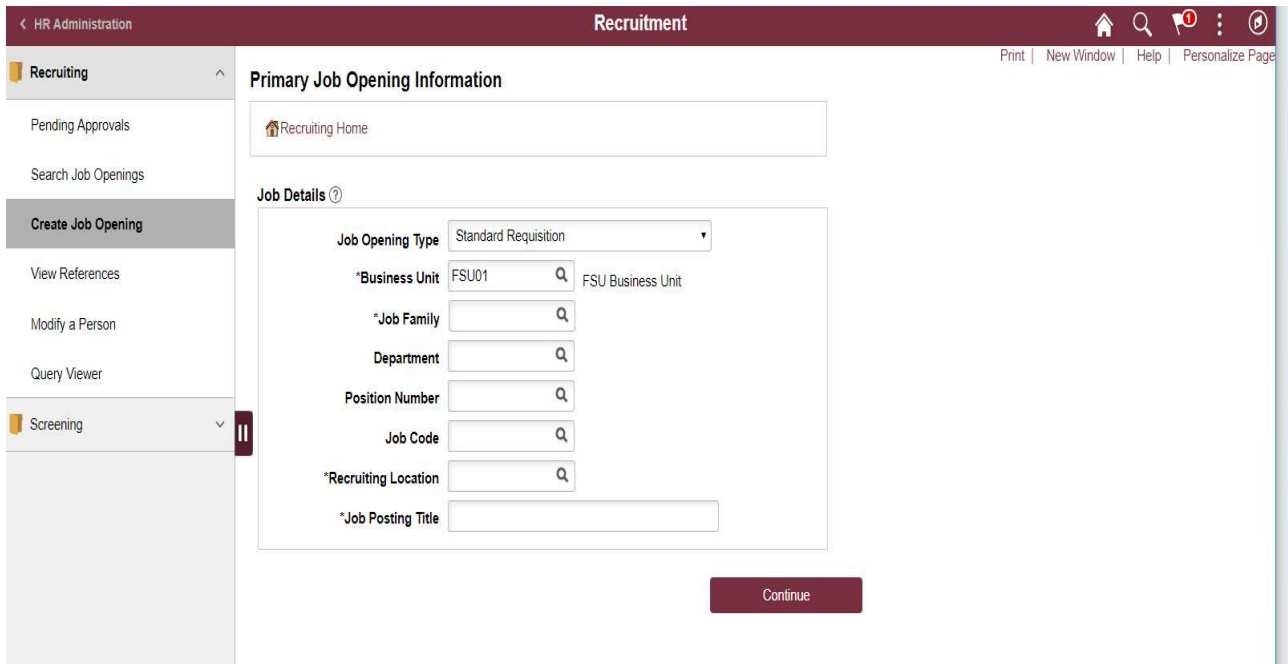 HR Administration
Recruitment
1
Print | New Window | Help | Personalize Page
Recruiting
Pending Approvals
Search Job Openings
Create Job Opening
View References
Modify a Person
Query Viewer
Screening
Primary Job Opening Information
Recruiting Home
Job Details ?
Job Opening Type Standard Requisition
*Business Unit FSU01 FSU Business Unit
*Job Family
Department
Position Number
Job Code
*Recruiting Location
*Job Posting Title
Continue